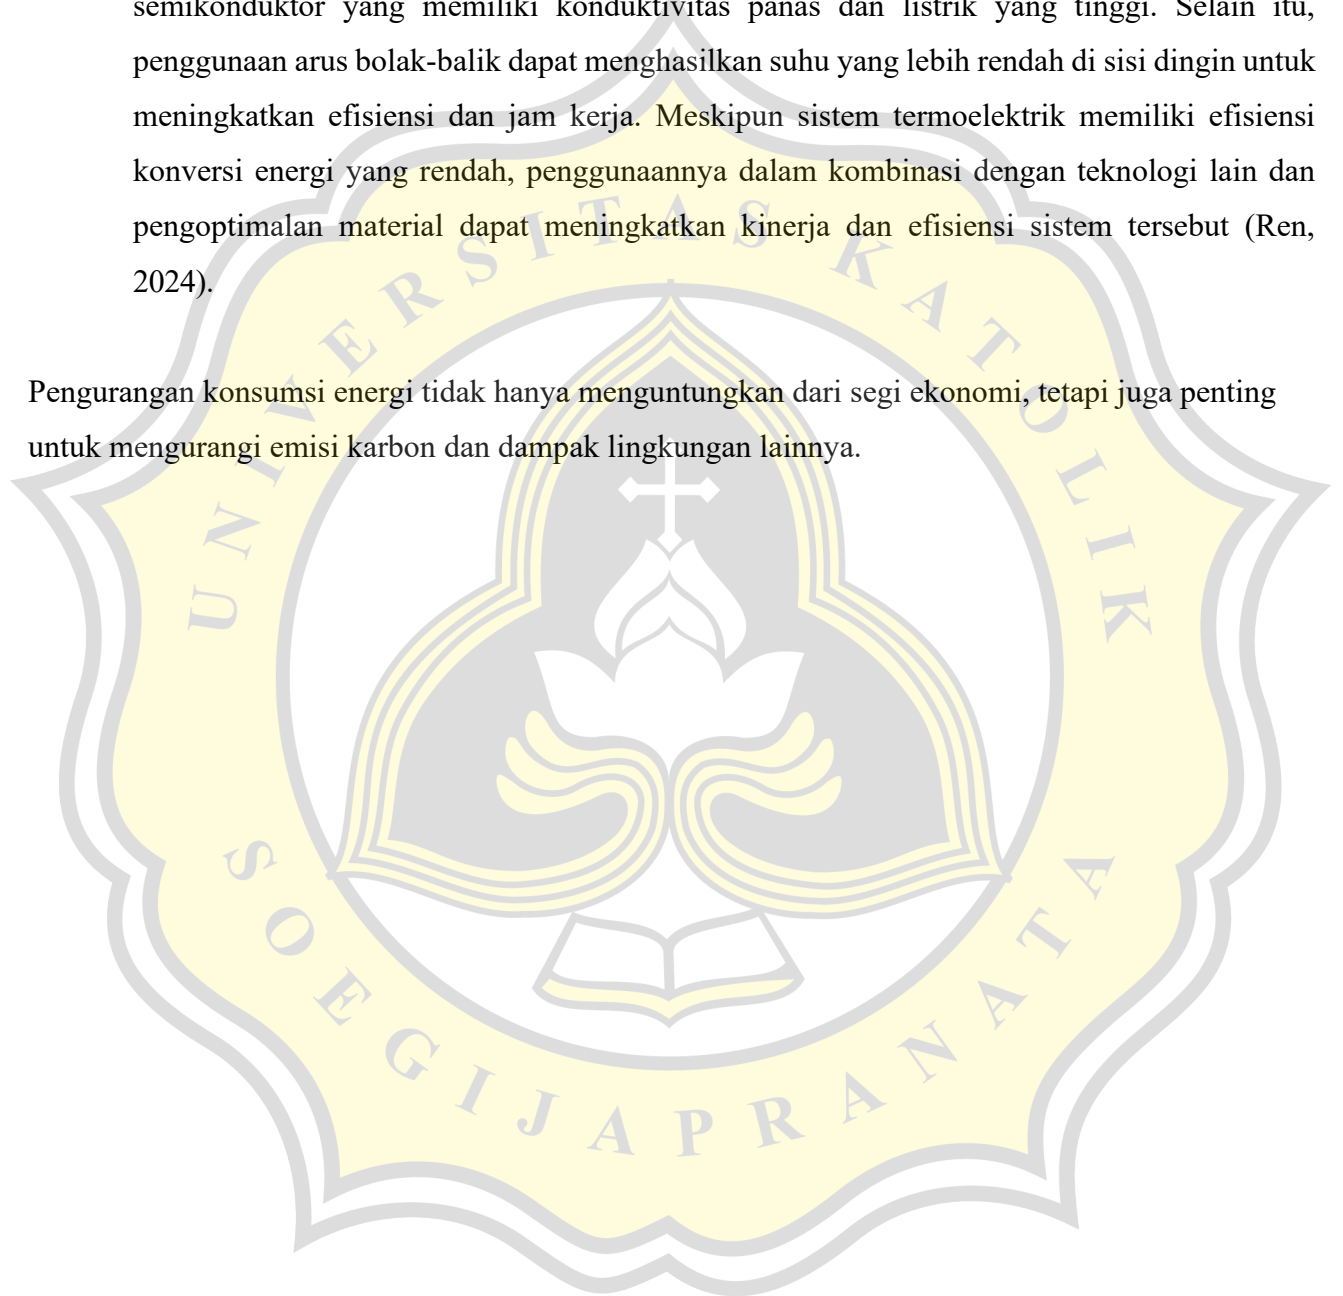 semikonduktor yang memiliki konduktivitas panas dan listrik yang tinggi. Selain itu,
penggunaan arus bolak-balik dapat menghasilkan suhu yang lebih rendah di sisi dingin untuk
meningkatkan efisiensi dan jam kerja. Meskipun sistem termoelektrik memiliki efisiensi
konversi energi yang rendah, penggunaannya dalam kombinasi dengan teknologi lain dan
pengoptimalan material dapat meningkatkan kinerja dan efisiensi sistem tersebut (Ren,
2024).
Pengurangan konsumsi energi tidak hanya menguntungkan dari segi ekonomi, tetapi juga penting
untuk mengurangi emisi karbon dan dampak lingkungan lainnya.
UNIVERSITAS KATOLIK
SOEGIJAPRANATA